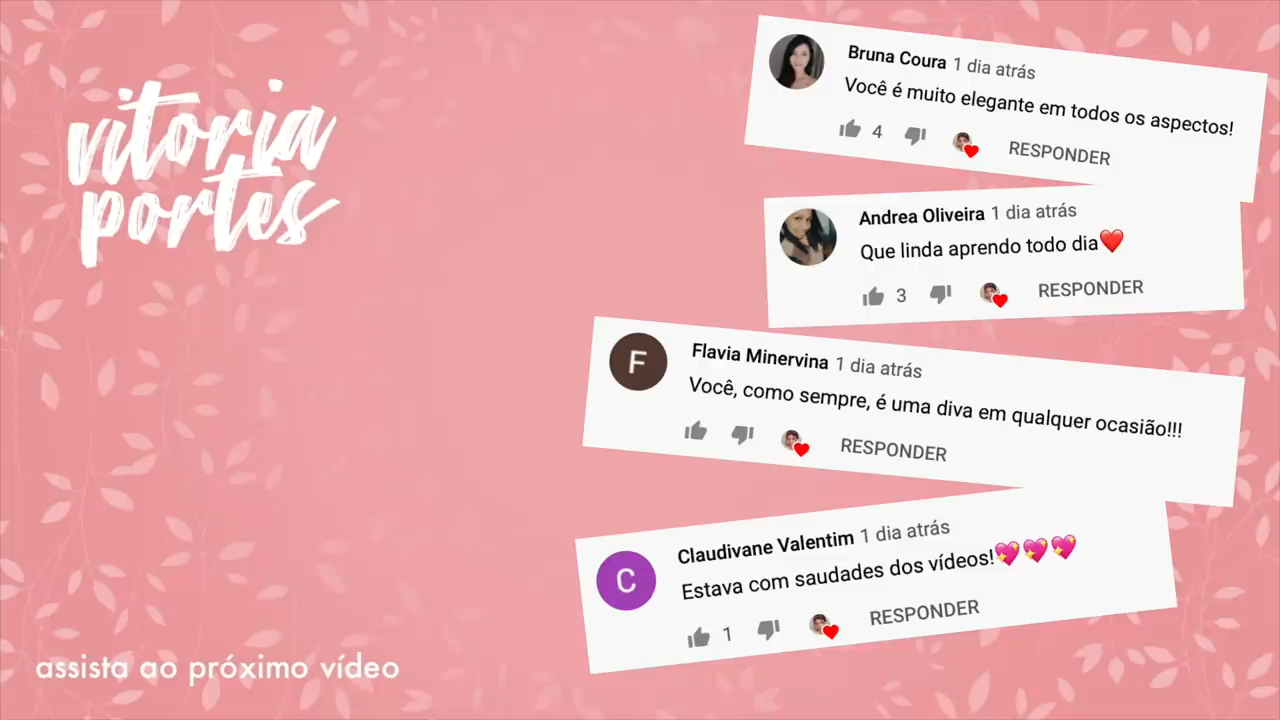 vitoria
portes
Bruna Coura 1 dia atrás
Você é muito elegante em todos os aspectos!
4 RESPONDER
Andrea Oliveira 1 dia atrás
Que linda aprendo todo dia❤️
3 RESPONDER
F
Flavia Minervina 1 dia atrás
Você, como sempre, é uma diva em qualquer ocasião!!!
RESPONDER
C
Claudivane Valentim 1 dia atrás
Estava com saudades dos vídeos!💖💖💖
1 RESPONDER
assista ao próximo vídeo